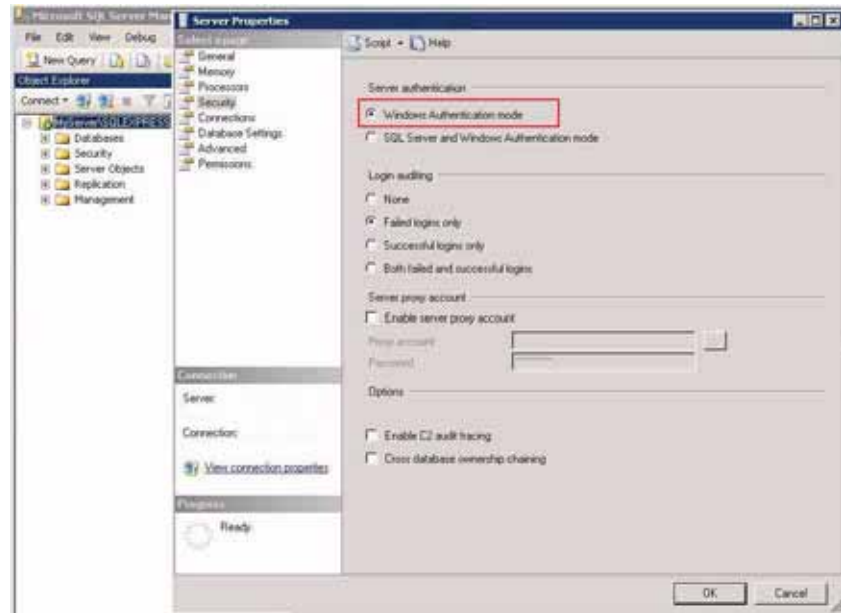 Microsoft SQL Server Man
File Edit View Debug
New Query
Object Explorer
Connect
MyServer\SQLEXPRESS
Databases
Security
Server Objects
Replication
Management
Server Properties
Select a page
General
Memory
Processors
Security
Connections
Database Settings
Advanced
Permissions
Connection
Server:
Connection:
View connection properties
Progress
Ready
Script Help
Server authentication
Windows Authentication mode
SQL Server and Windows Authentication mode
Login auditing
None
Failed logins only
Successful logins only
Both failed and successful logins
Server proxy account
Enable server proxy account
Proxy account:
Password:
Options
Enable C2 audit tracing
Cross database ownership chaining
OK Cancel